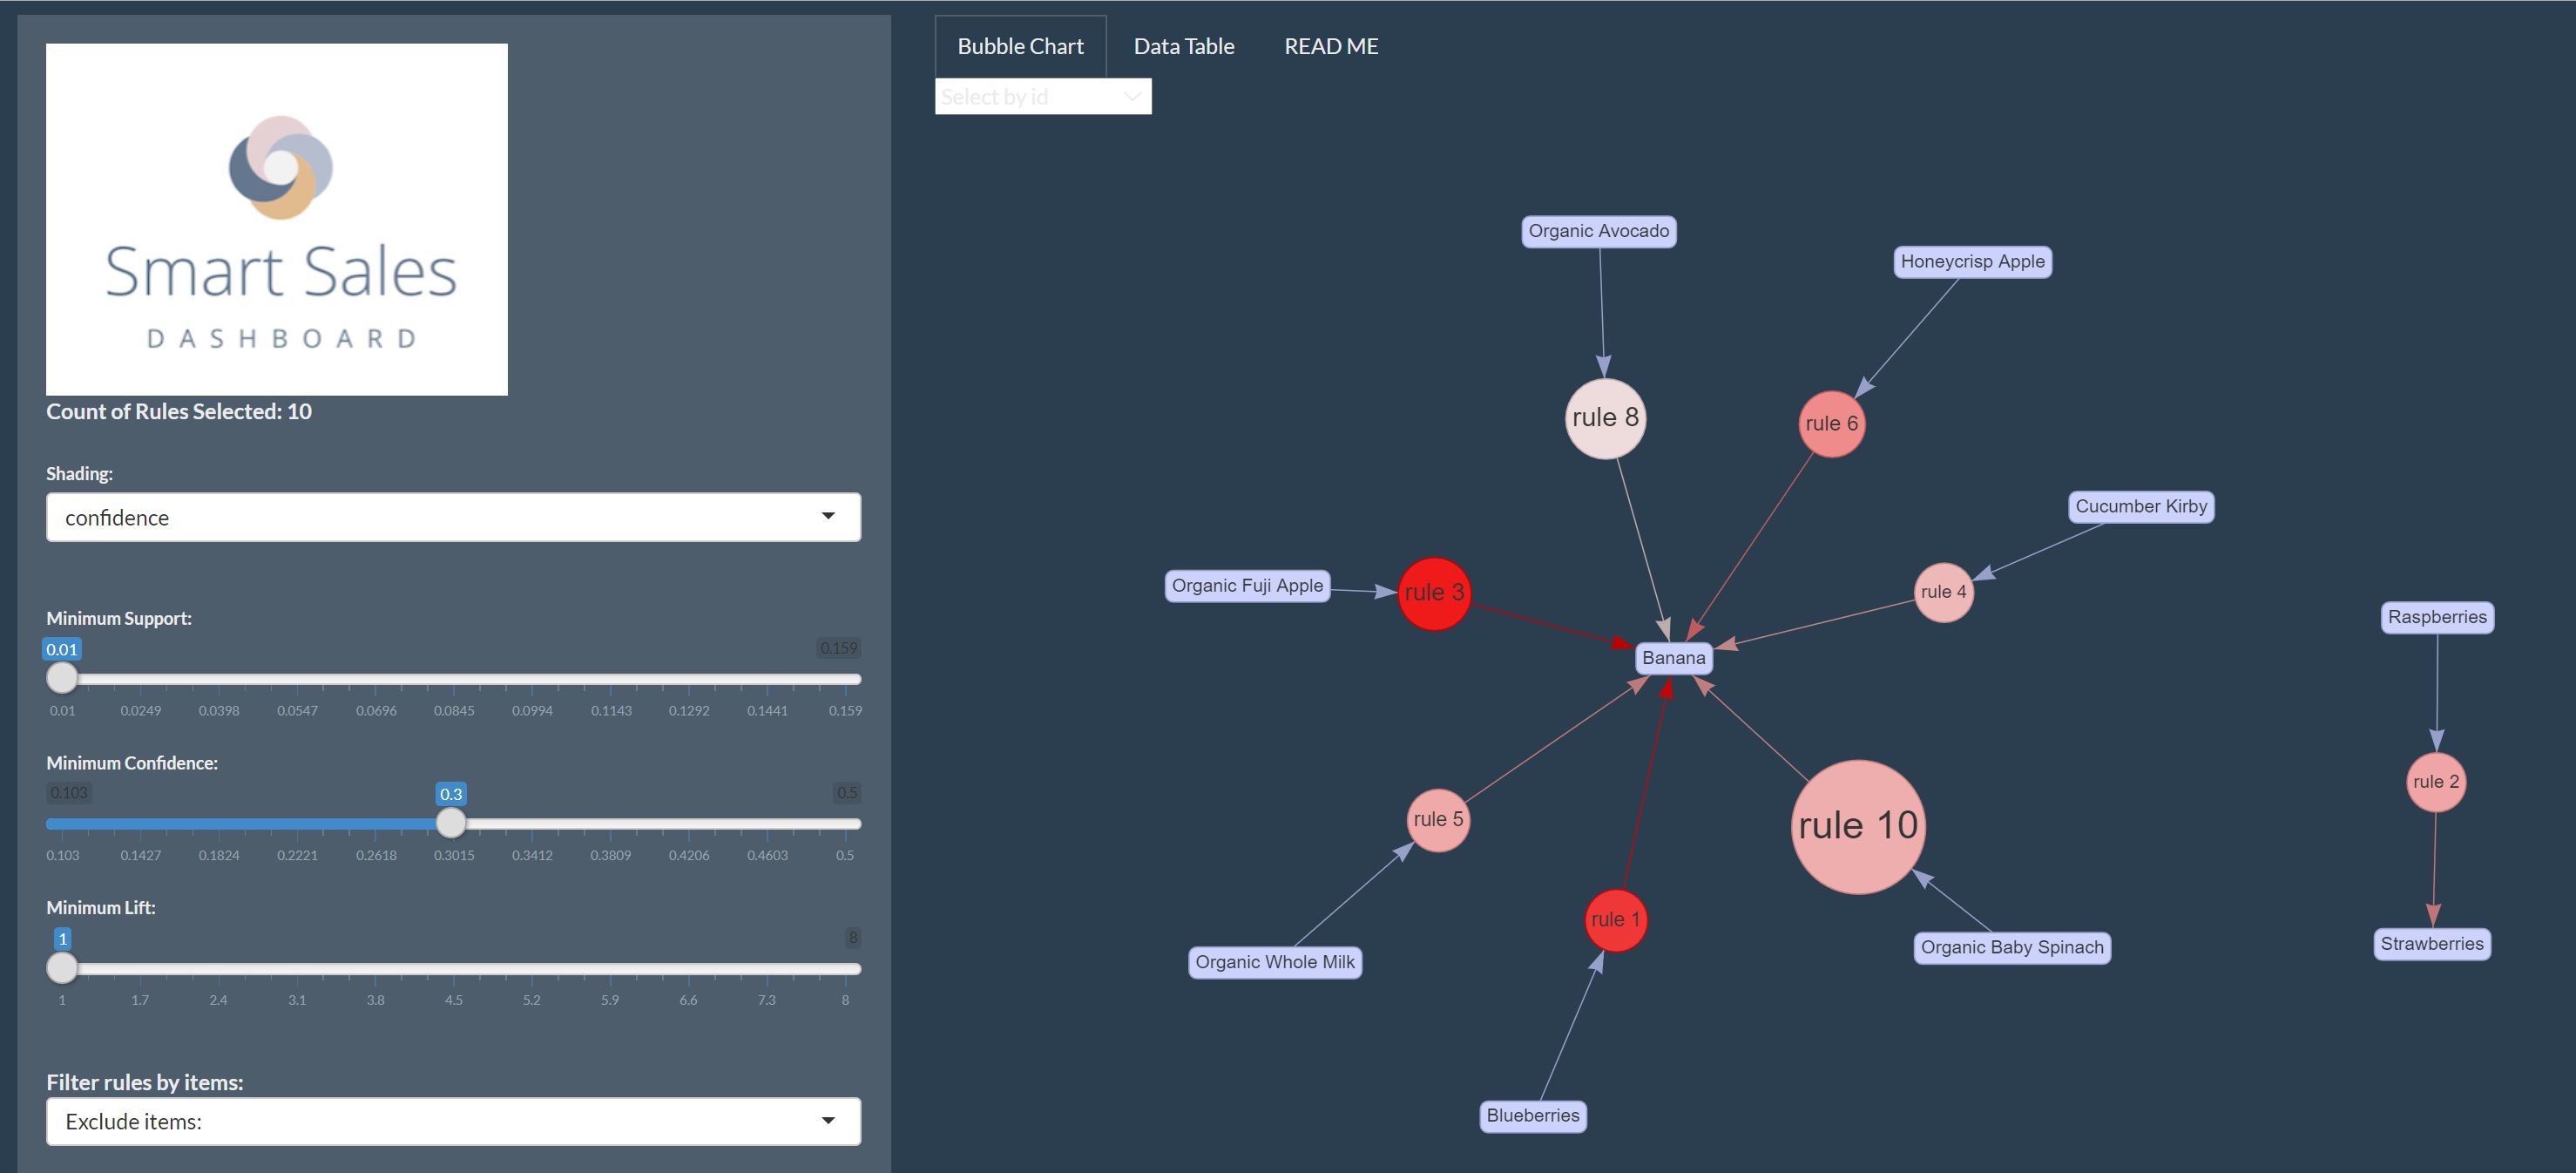 Smart Sales
DASHBOARD
Count of Rules Selected: 10
Shading:
confidence
Minimum Support:
0.01
0.159
0.01 0.0249 0.0398 0.0547 0.0696 0.0845 0.0994 0.1143 0.1292 0.1441 0.159
Minimum Confidence:
0.103
0.3
0.5
0.103 0.1427 0.1824 0.2221 0.2618 0.3015 0.3412 0.3809 0.4206 0.4603 0.5
Minimum Lift:
1
8
1 1.7 2.4 3.1 3.8 4.5 5.2 5.9 6.6 7.3 8
Filter rules by items:
Exclude items:
Bubble Chart Data Table READ ME
Select by id
Organic Avocado
Honeycrisp Apple
rule 8
rule 6
Cucumber Kirby
Organic Fuji Apple
rule 3
rule 4
Raspberries
Banana
rule 2
rule 5
rule 10
rule 1
Strawberries
Organic Whole Milk
Organic Baby Spinach
Blueberries